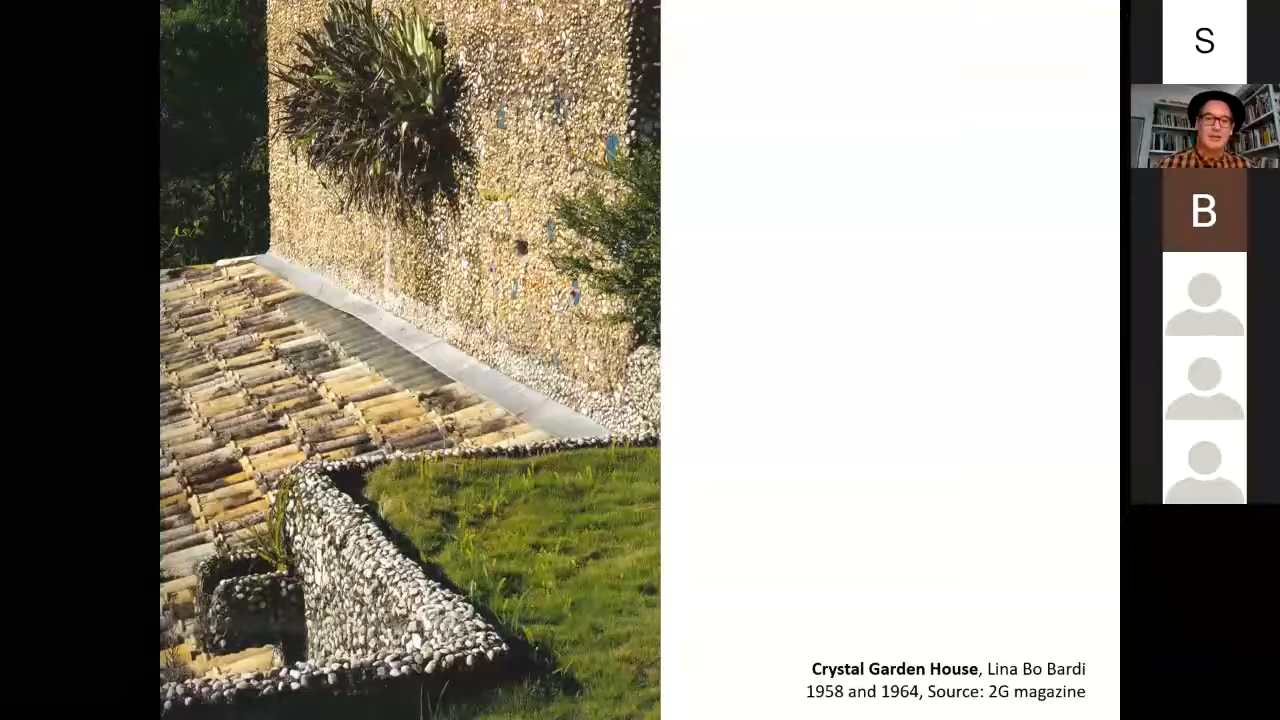 S
B
Crystal Garden House, Lina Bo Bardi
1958 and 1964, Source: 2G magazine